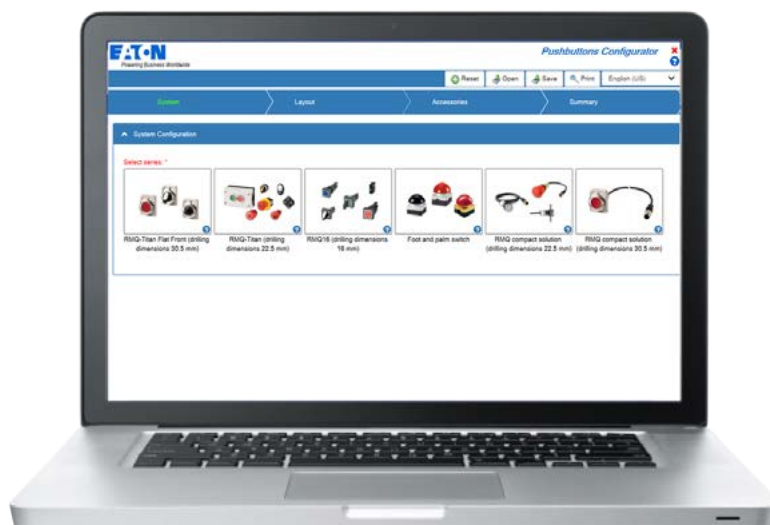 EATON
Powering Business Worldwide
Pushbuttons Configurator
Reset
Open
Save
Print
English (US)
System
Layout
Accessories
Summary
System Configuration
Select series: *
RMQ-Titan Flat Front (drilling
dimensions 30.5 mm)
RMQ-Titan (drilling
dimensions 22.5 mm)
RMQ16 (drilling dimensions
16 mm)
Foot and palm switch
RMQ compact solution
(drilling dimensions 22.5 mm)
RMQ compact solution
(drilling dimensions 30.5 mm)